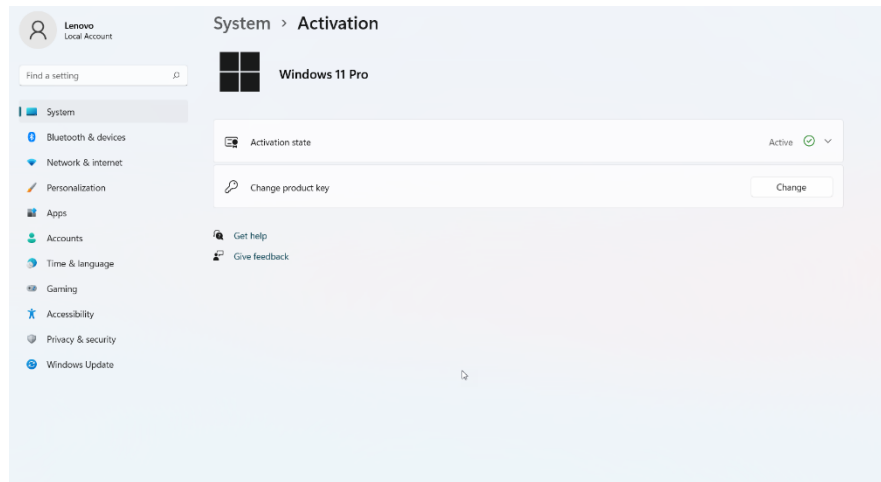 Lenovo
Local Account
Find a setting
System
Bluetooth & devices
Network & internet
Personalization
Apps
Accounts
Time & language
Gaming
Accessibility
Privacy & security
Windows Update
System > Activation
Windows 11 Pro
Activation state Active
Change product key Change
Get help
Give feedback